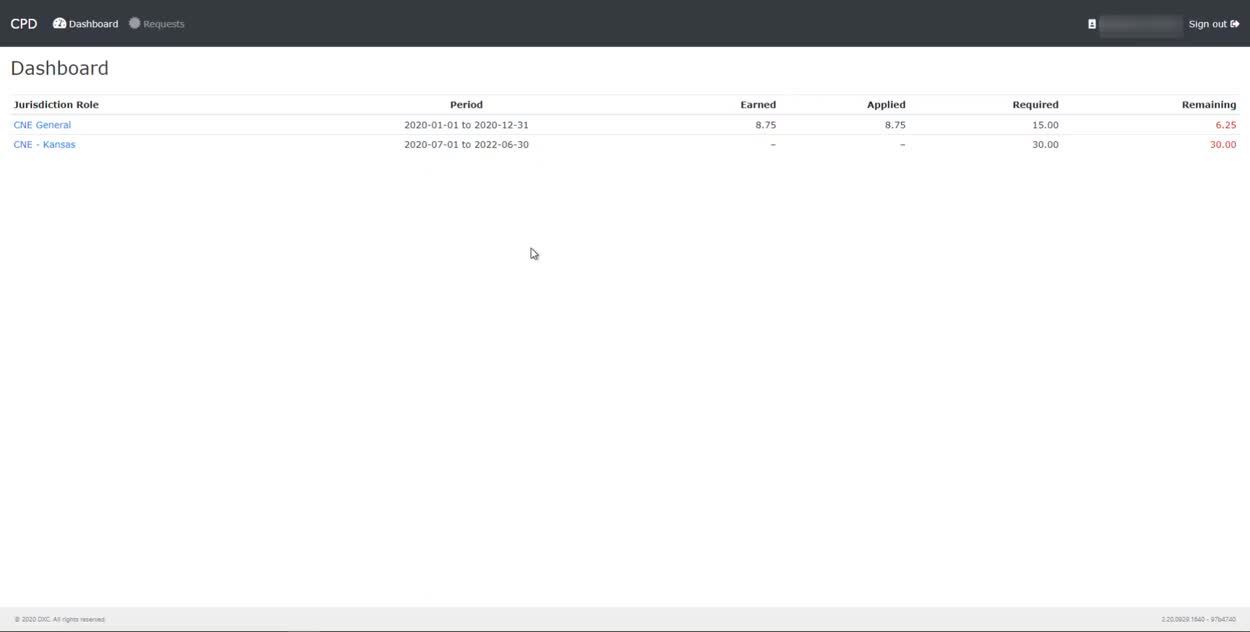 CPD Dashboard Requests Sign out
Dashboard
Jurisdiction Role Period Earned Applied Required Remaining
CNE General 2020-01-01 to 2020-12-31 8.75 8.75 15.00 6.25
CNE - Kansas 2020-07-01 to 2022-06-30 – – 30.00 30.00
© 2020 DXC. All rights reserved. 2.20.0929.1640 - 97b4740